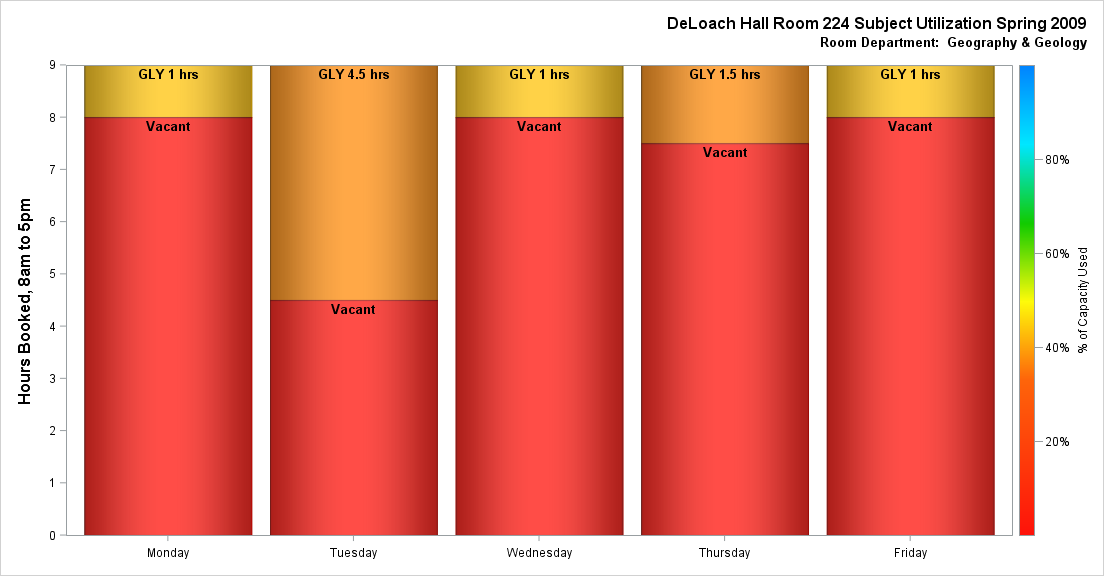 DeLoach Hall Room 224 Subject Utilization Spring 2009
Room Department:  Geography & Geology
Hours Booked, 8am to 5pm
9
8
7
6
5
4
3
2
1
0
GLY 1 hrs
Vacant
GLY 4.5 hrs
Vacant
GLY 1 hrs
Vacant
GLY 1.5 hrs
Vacant
GLY 1 hrs
Vacant
Monday
Tuesday
Wednesday
Thursday
Friday
80%
60%
40%
20%
% of Capacity Used